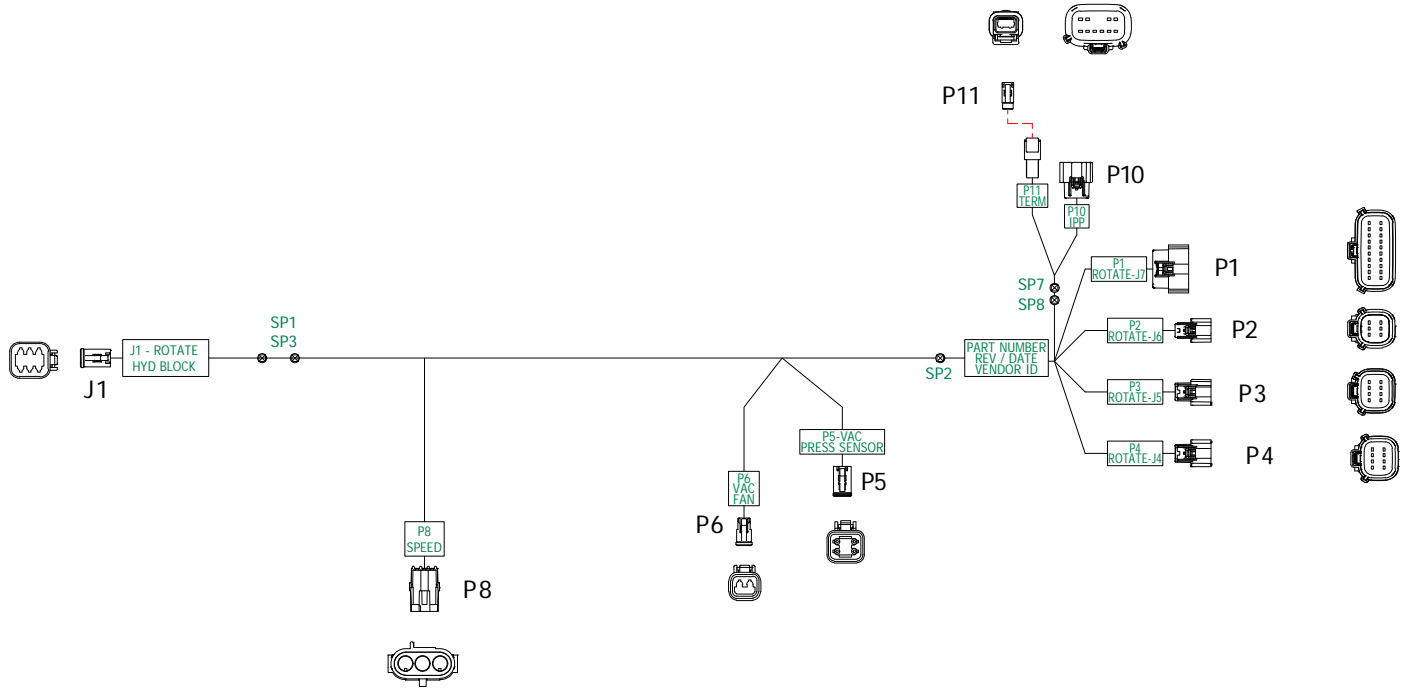 P11
P10
P11
TERM
P10
IPP
P1
ROTATE-J7
P1
SP7
SP8
SP1
SP3
J1 - ROTATE
HYD BLOCK
J1
SP2
PART NUMBER
REV / DATE
VENDOR ID
P2
ROTATE-J6
P2
P3
ROTATE-J5
P3
P4
ROTATE-J4
P4
P5-VAC
PRESS SENSOR
P5
P6
VAC
FAN
P6
P8
SPEED
P8